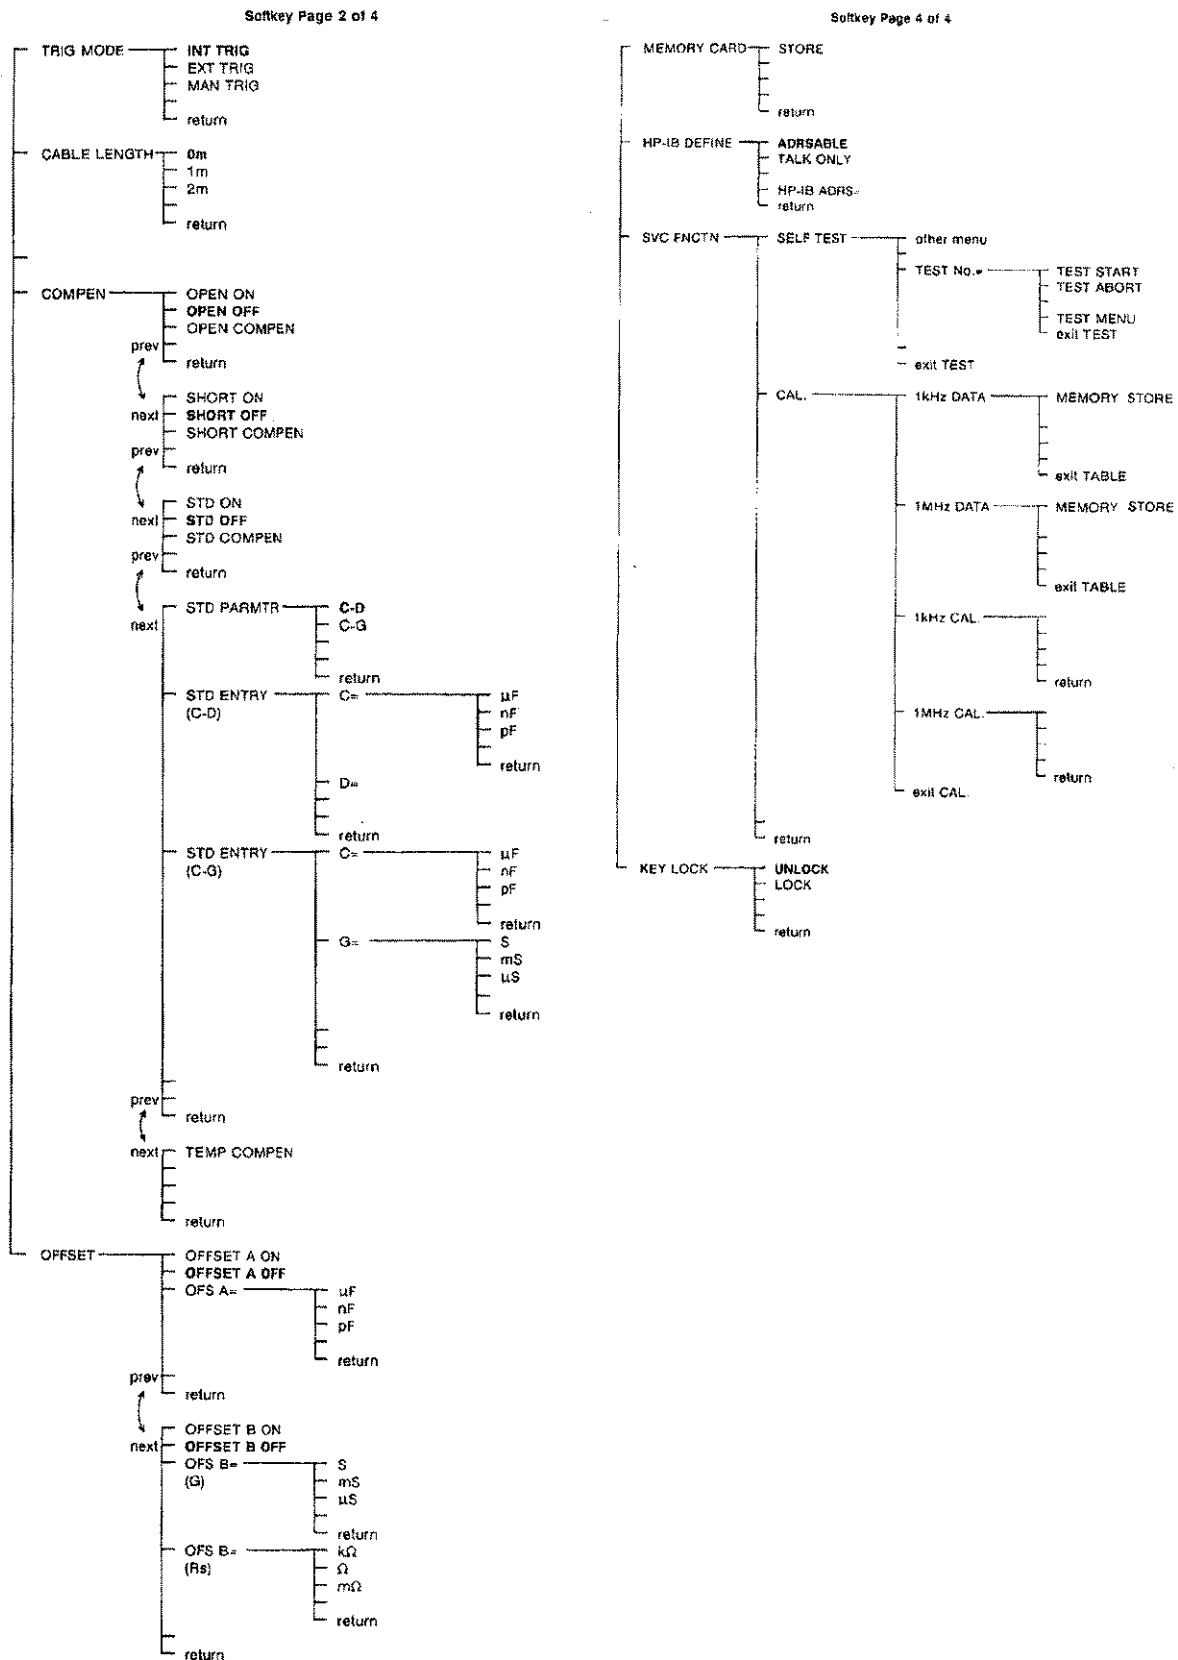 Softkey Page 2 of 4
TRIG MODE
INT TRIG
EXT TRIG
MAN TRIG
return
CABLE LENGTH
0m
1m
2m
return
COMPEN
OPEN ON
OPEN OFF
OPEN COMPEN
prev
return
SHORT ON
next
SHORT OFF
SHORT COMPEN
prev
return
STD ON
next
STD OFF
STD COMPEN
prev
return
next
STD PARMTR
C-D
C-G
return
STD ENTRY
(C-D)
C=
µF
nF
pF
return
D=
return
STD ENTRY
(C-G)
C=
µF
nF
pF
return
G=
S
mS
µS
return
return
prev
return
next
TEMP COMPEN
return
OFFSET
OFFSET A ON
OFFSET A OFF
OFS A=
µF
nF
pF
return
prev
return
OFFSET B ON
next
OFFSET B OFF
OFS B=
(G)
S
mS
µS
return
OFS B=
(Rs)
kΩ
Ω
mΩ
return
return
Softkey Page 4 of 4
MEMORY CARD
STORE
return
HP-IB DEFINE
ADRSABLE
TALK ONLY
HP-IB ADRS=
return
SVC FNCTN
SELF TEST
other menu
TEST No.=
TEST START
TEST ABORT
TEST MENU
exit TEST
exit TEST
CAL.
1kHz DATA
MEMORY STORE
exit TABLE
1MHz DATA
MEMORY STORE
exit TABLE
1kHz CAL.
return
1MHz CAL.
return
exit CAL.
return
KEY LOCK
UNLOCK
LOCK
return